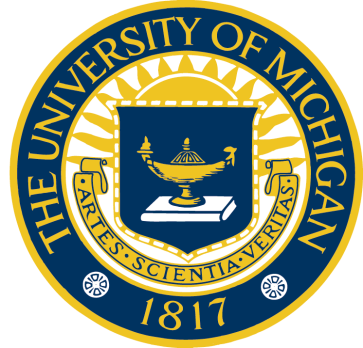 THE UNIVERSITY OF MICHIGAN
ARTES·SCIENTIA·VERITAS·
1817